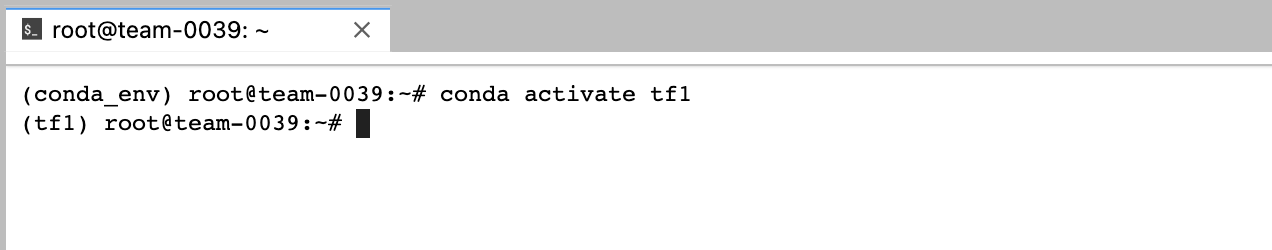 $_ root@team-0039: ~
(conda_env) root@team-0039:~# conda activate tf1
(tf1) root@team-0039:~#